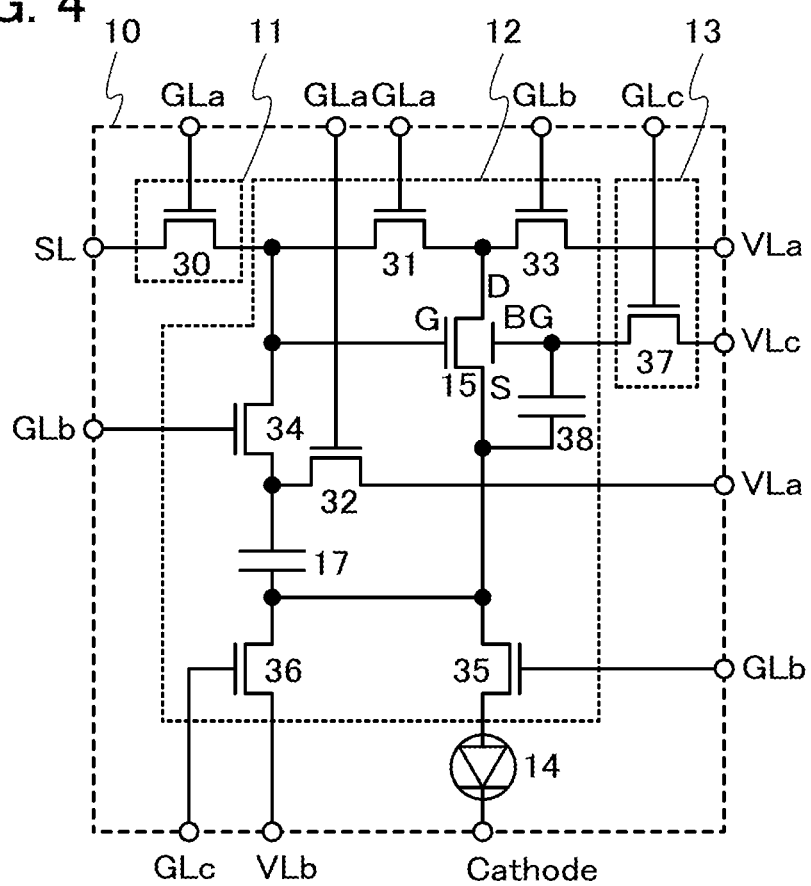 G. 4
10 11 12 13
GLa GLa GLa GLb GLc
SL 30 31 33 VLa
D
G BG VLc
15 S 37
GLb 34 38
32 VLa
17
36 35 GLb
14
GLc VLb Cathode